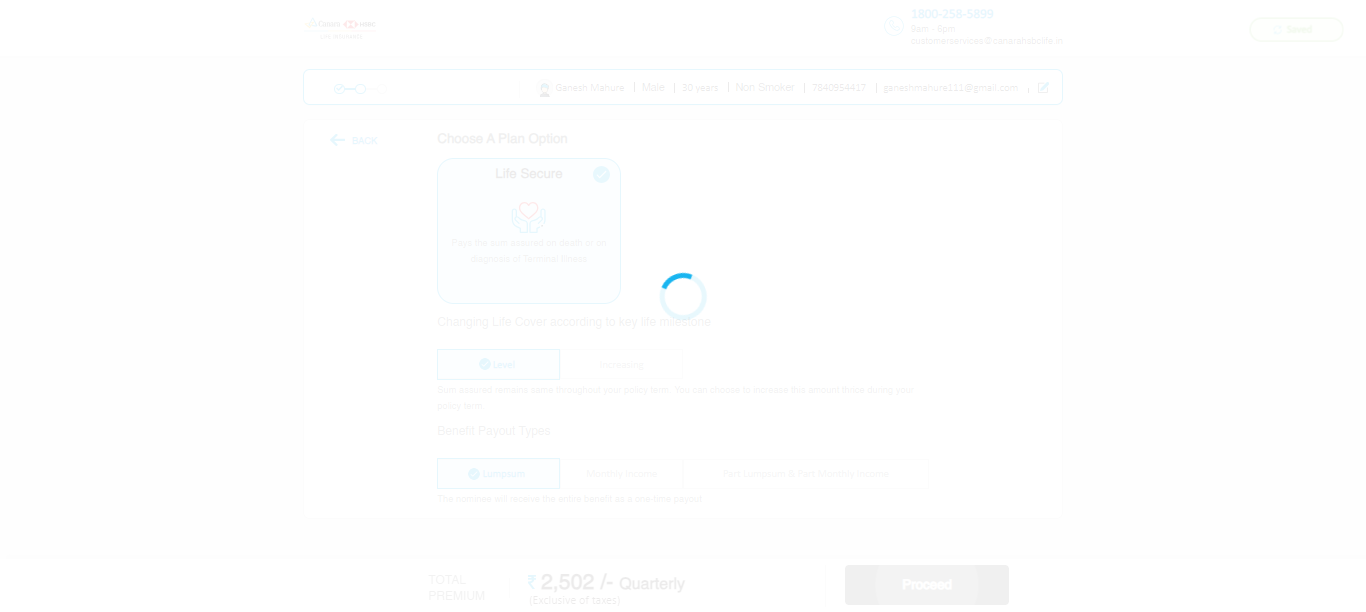 Canara HSBC
LIFE INSURANCE
1800-258-5899
9am - 6pm
customerservice@canarahsbclife.in
Saved
Ganesh Mahure | Male | 30 years | Non Smoker | 7840554417 | ganeshmahure111@gmail.com
BACK
Choose A Plan Option
Life Secure
Pays the sum assured on death or on
diagnosis of Terminal Illness
Changing Life Cover according to key life milestone
Level Increasing
Sum assured remains same throughout your policy term. You can choose to increase this amount thrice during your
policy term.
Benefit Payout Types
Lumpsum Monthly Income Part Lumpsum & Part Monthly Income
The nominee will receive the entire benefit as a one-time payout
TOTAL
PREMIUM
₹ 2,502 /- Quarterly
(Exclusive of taxes)
Proceed